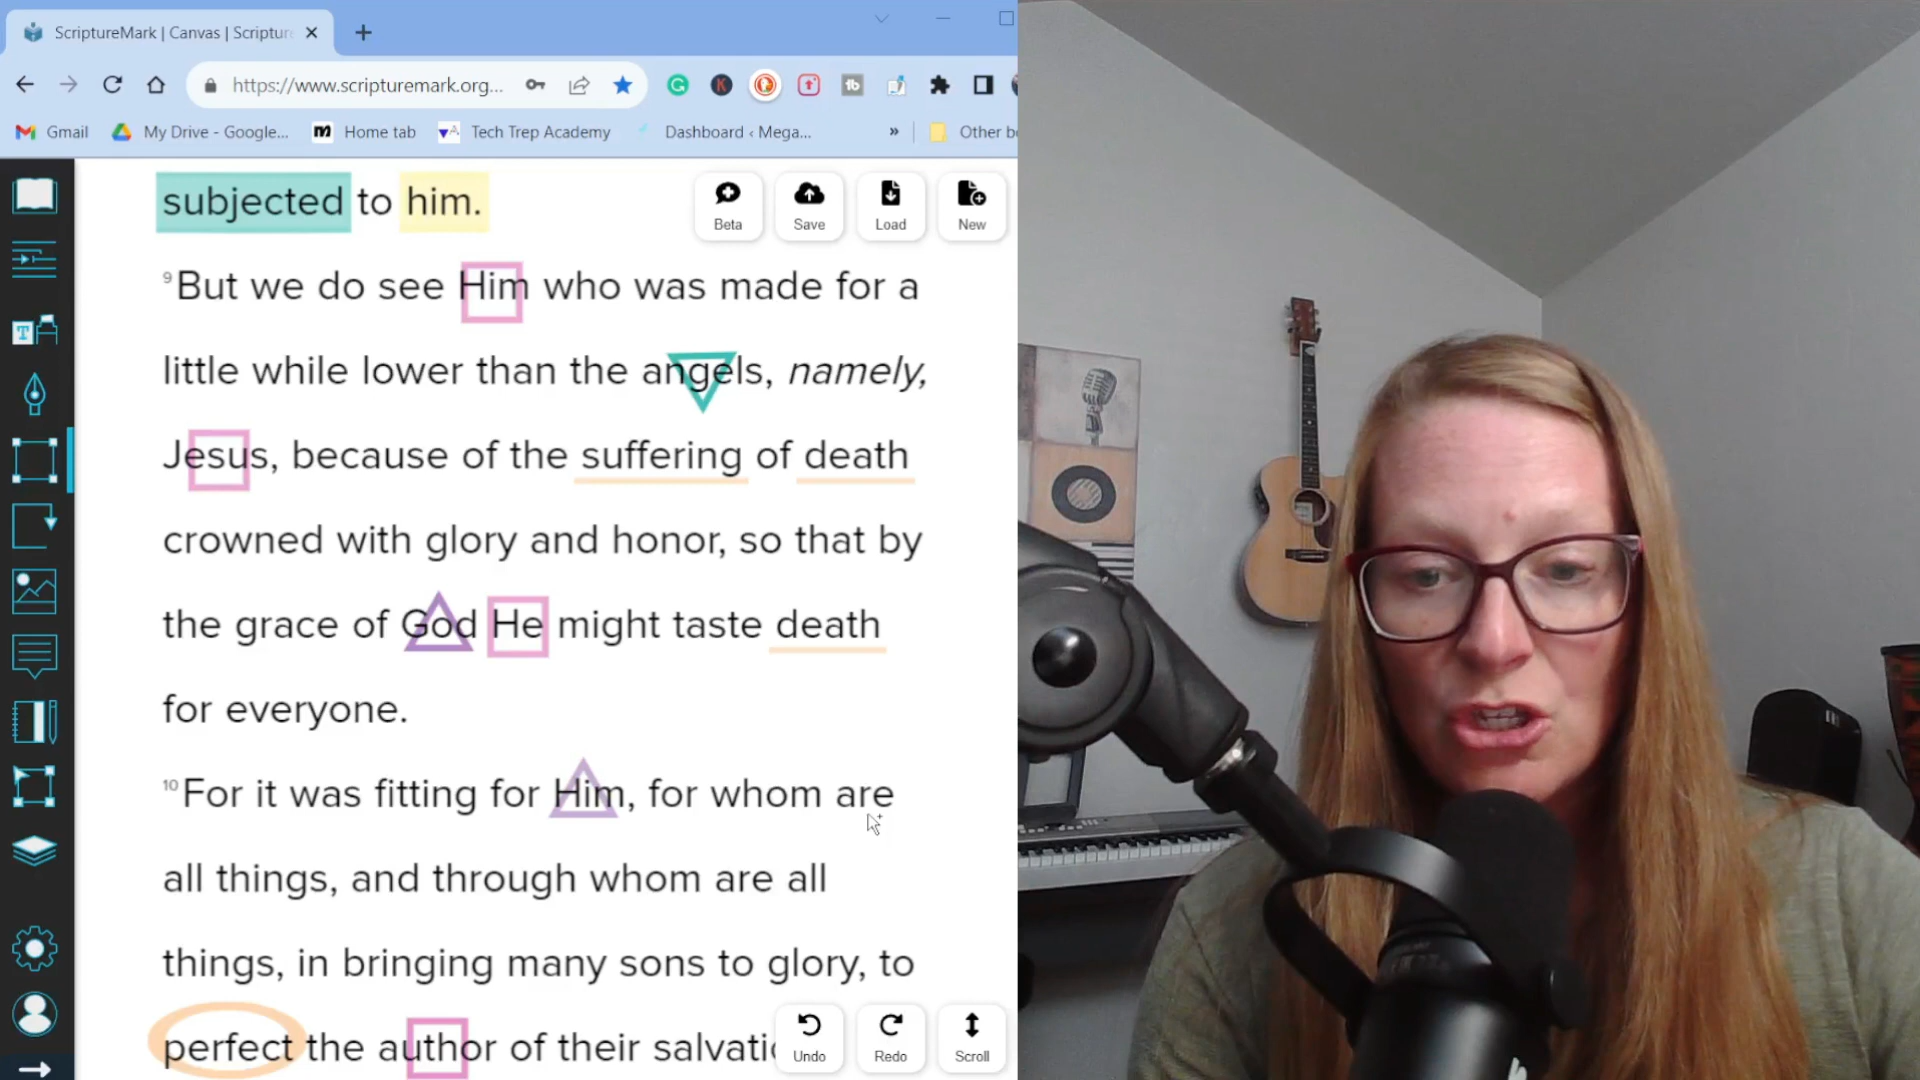 ScriptureMark | Canvas | Scriptur
https://www.scripturemark.org...
Gmail
My Drive - Google...
Home tab
Tech Trep Academy
Dashboard ‹ Mega...
»
Other b
subjected to him.
Beta
Save
Load
New
9 But we do see Him who was made for a
little while lower than the angels, namely,
Jesus, because of the suffering of death
crowned with glory and honor, so that by
the grace of God He might taste death
for everyone.
10 For it was fitting for Him, for whom are
all things, and through whom are all
things, in bringing many sons to glory, to
perfect the author of their salvatio
Undo
Redo
Scroll